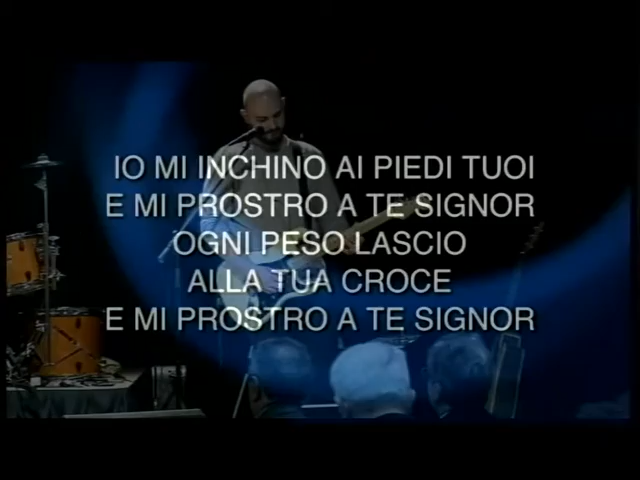 IO MI INCHINO AI PIEDI TUOI
E MI PROSTRO A TE SIGNOR
OGNI PESO LASCIO
ALLA TUA CROCE
E MI PROSTRO A TE SIGNOR